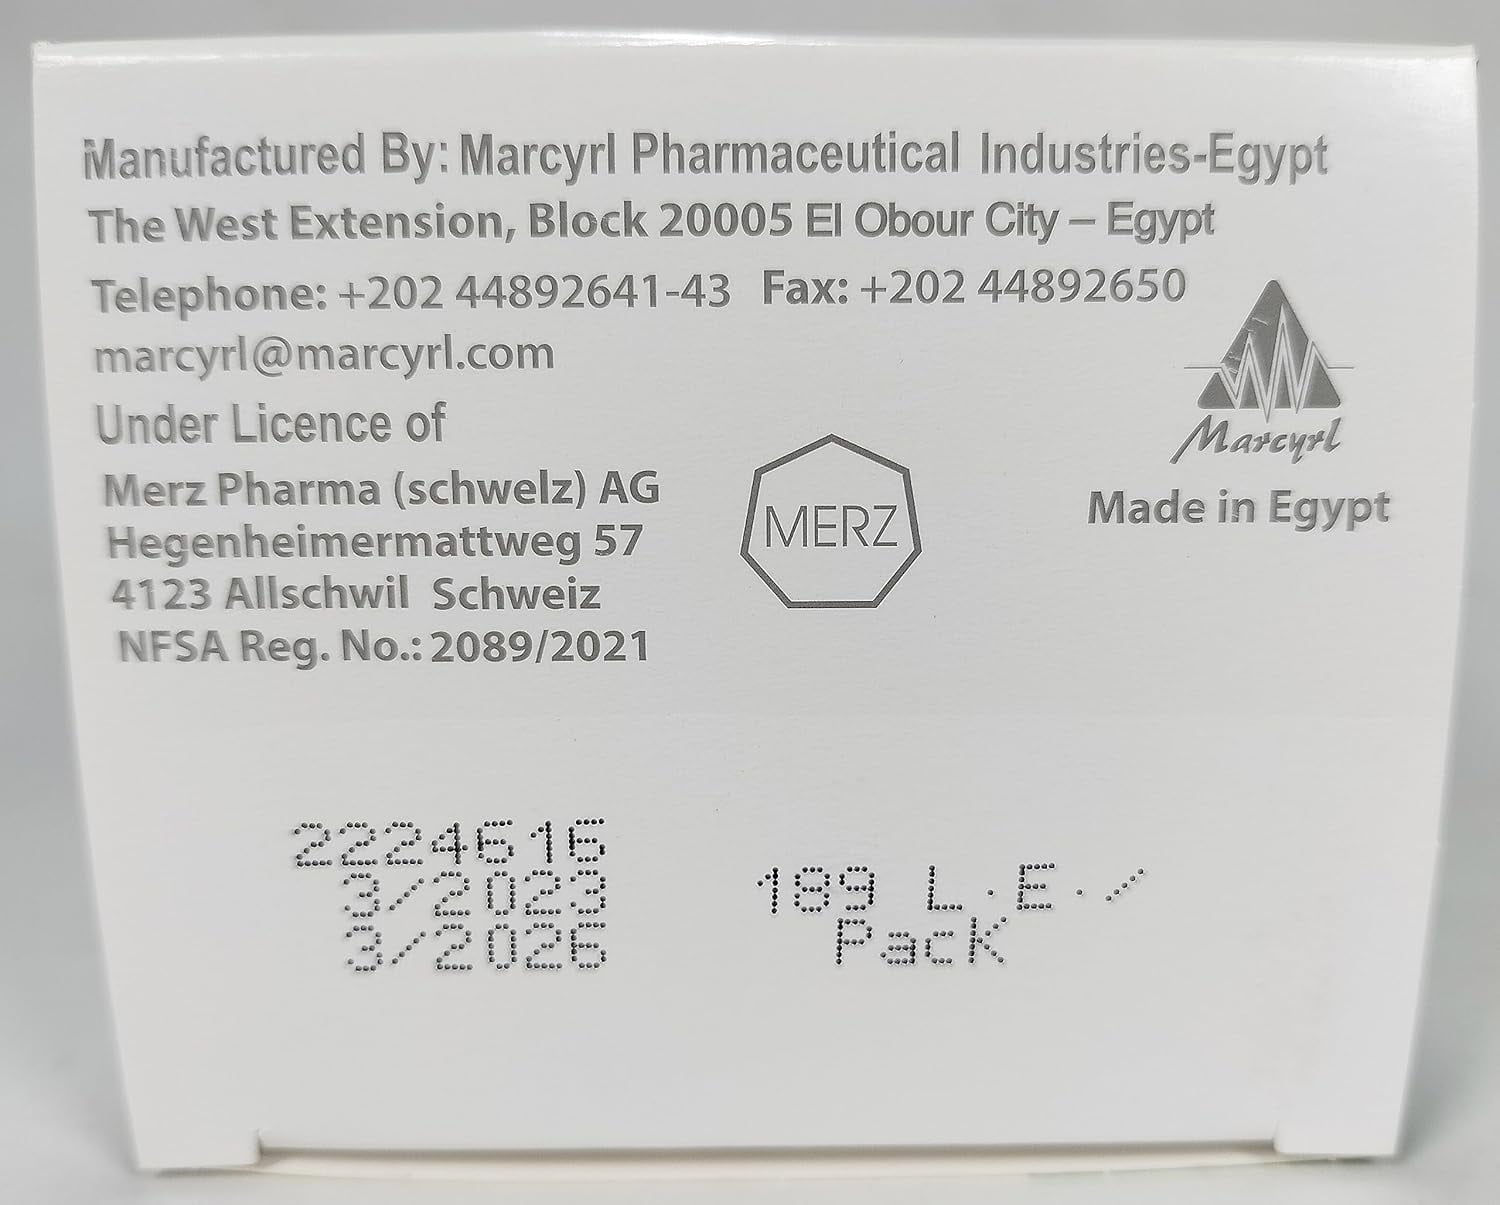 Manufactured By: Marcyrl Pharmaceutical Industries-Egypt
The West Extension, Block 20005 El Obour City – Egypt
Telephone: +202 44892641-43 Fax: +202 44892650
marcyrl@marcyrl.com
Under Licence of
Merz Pharma (schwelz) AG
Hegenheimermattweg 57
4123 Allschwil Schweiz
NFSA Reg. No.: 2089/2021
MERZ
Marcyrl
Made in Egypt
2224616
3/2023
3/2026
189 L.E./
Pack